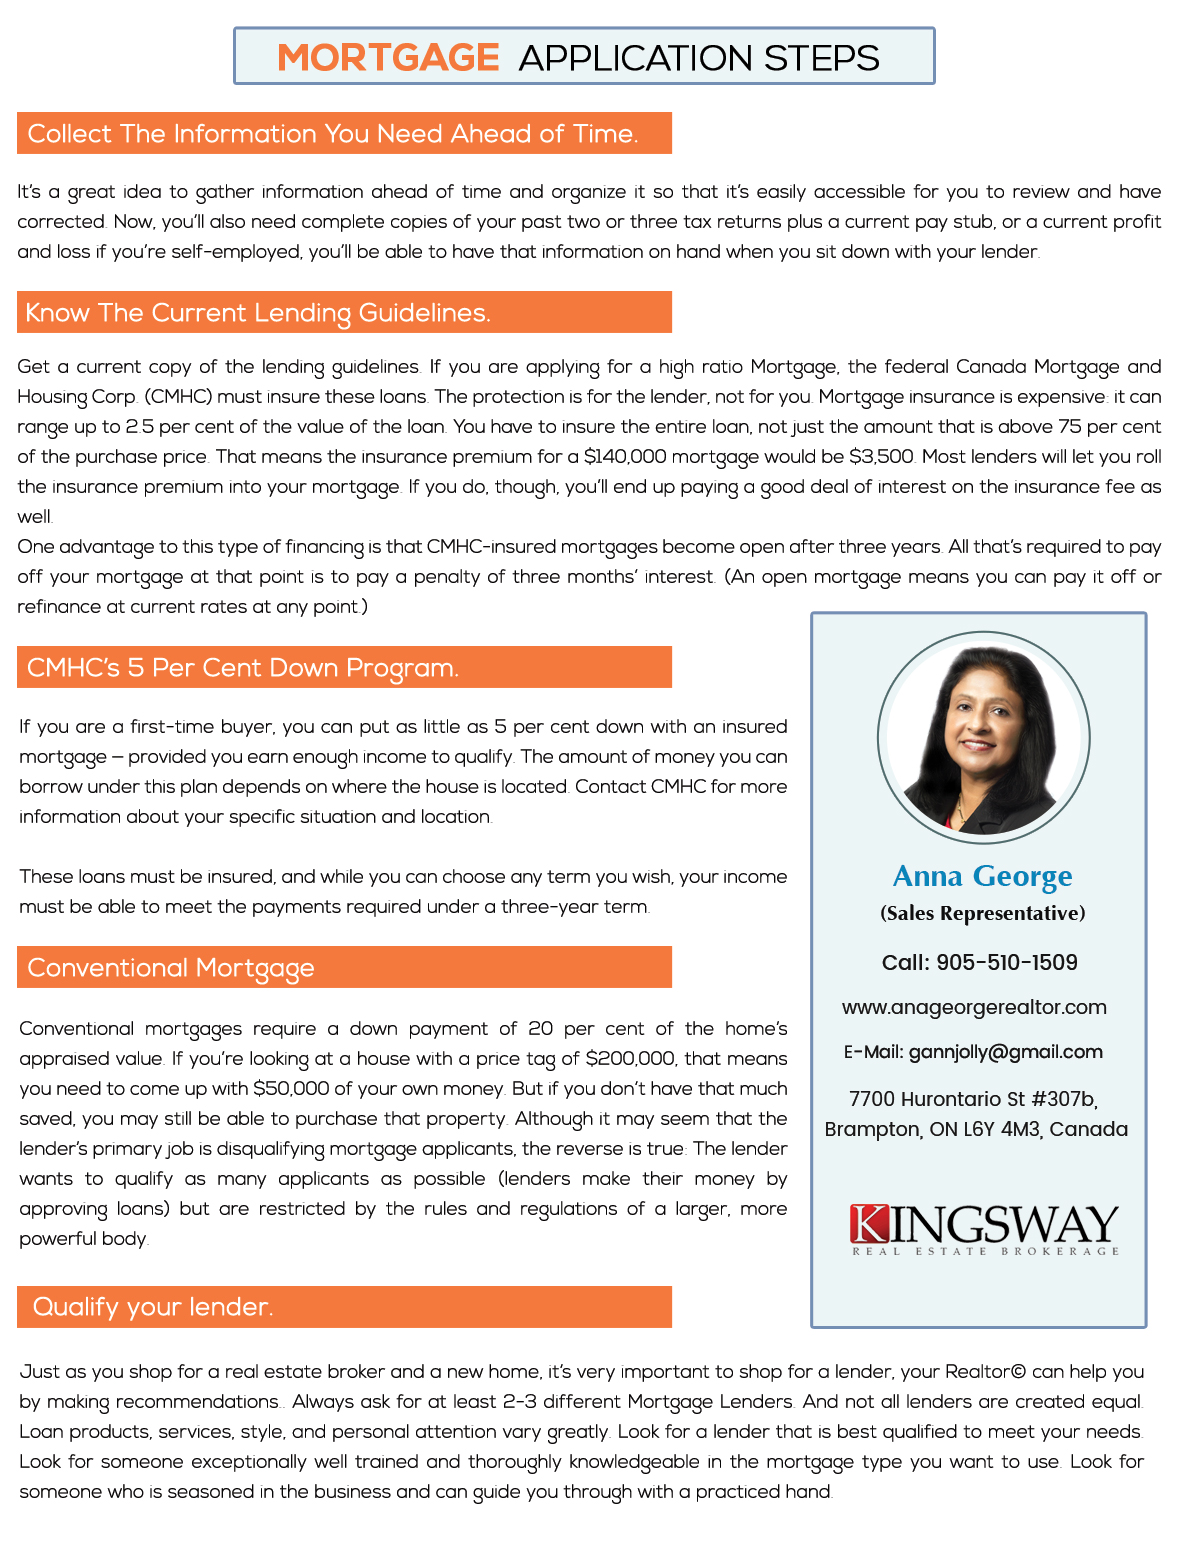 MORTGAGE APPLICATION STEPS
Collect The Information You Need Ahead of Time.
It's a great idea to gather information ahead of time and organize it so that it's easily accessible for you to review and have
corrected. Now, you'll also need complete copies of your past two or three tax returns plus a current pay stub, or a current profit
and loss if you're self-employed, you'll be able to have that information on hand when you sit down with your lender.
Know The Current Lending Guidelines.
Get a current copy of the lending guidelines. If you are applying for a high ratio Mortgage, the federal Canada Mortgage and
Housing Corp. (CMHC) must insure these loans. The protection is for the lender, not for you. Mortgage insurance is expensive: it can
range up to 2.5 per cent of the value of the loan. You have to insure the entire loan, not just the amount that is above 75 per cent
of the purchase price. That means the insurance premium for a $140,000 mortgage would be $3,500. Most lenders will let you roll
the insurance premium into your mortgage. If you do, though, you'll end up paying a good deal of interest on the insurance fee as
well.
One advantage to this type of financing is that CMHC-insured mortgages become open after three years. All that's required to pay
off your mortgage at that point is to pay a penalty of three months' interest. (An open mortgage means you can pay it off or
refinance at current rates at any point.)
CMHC's 5 Per Cent Down Program.
If you are a first-time buyer, you can put as little as 5 per cent down with an insured
mortgage – provided you earn enough income to qualify. The amount of money you can
borrow under this plan depends on where the house is located. Contact CMHC for more
information about your specific situation and location.
These loans must be insured, and while you can choose any term you wish, your income
must be able to meet the payments required under a three-year term.
Conventional Mortgage
Conventional mortgages require a down payment of 20 per cent of the home's
appraised value. If you're looking at a house with a price tag of $200,000, that means
you need to come up with $50,000 of your own money. But if you don't have that much
saved, you may still be able to purchase that property. Although it may seem that the
lender's primary job is disqualifying mortgage applicants, the reverse is true: The lender
wants to qualify as many applicants as possible (lenders make their money by
approving loans) but are restricted by the rules and regulations of a larger, more
powerful body.
Anna George
(Sales Representative)
Call: 905-510-1509
www.anageorgerealtor.com
E-Mail: gannjolly@gmail.com
7700 Hurontario St #307b,
Brampton, ON L6Y 4M3, Canada
KINGSWAY
REAL ESTATE BROKERAGE
Qualify your lender.
Just as you shop for a real estate broker and a new home, it's very important to shop for a lender, your Realtor© can help you
by making recommendations.. Always ask for at least 2-3 different Mortgage Lenders. And not all lenders are created equal.
Loan products, services, style, and personal attention vary greatly. Look for a lender that is best qualified to meet your needs.
Look for someone exceptionally well trained and thoroughly knowledgeable in the mortgage type you want to use. Look for
someone who is seasoned in the business and can guide you through with a practiced hand.